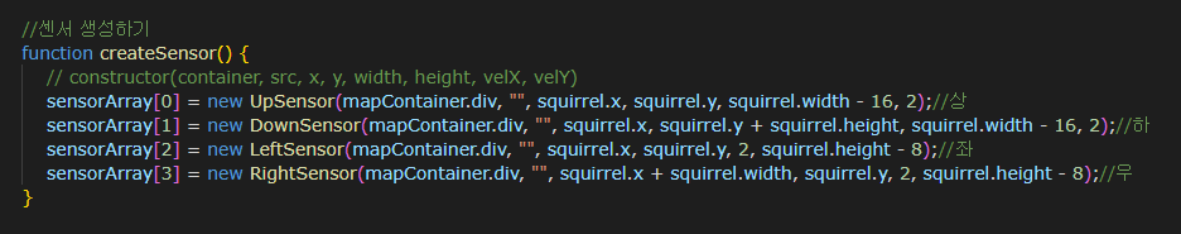 //센서 생성하기
function createSensor() {
// constructor(container, src, x, y, width, height, velX, velY)
sensorArray[0] = new UpSensor(mapContainer.div, "", squirrel.x, squirrel.y, squirrel.width - 16, 2);//상
sensorArray[1] = new DownSensor(mapContainer.div, "", squirrel.x, squirrel.y + squirrel.height, squirrel.width - 16, 2);//하
sensorArray[2] = new LeftSensor(mapContainer.div, "", squirrel.x, squirrel.y, 2, squirrel.height - 8);//좌
sensorArray[3] = new RightSensor(mapContainer.div, "", squirrel.x + squirrel.width, squirrel.y, 2, squirrel.height - 8);//우
}